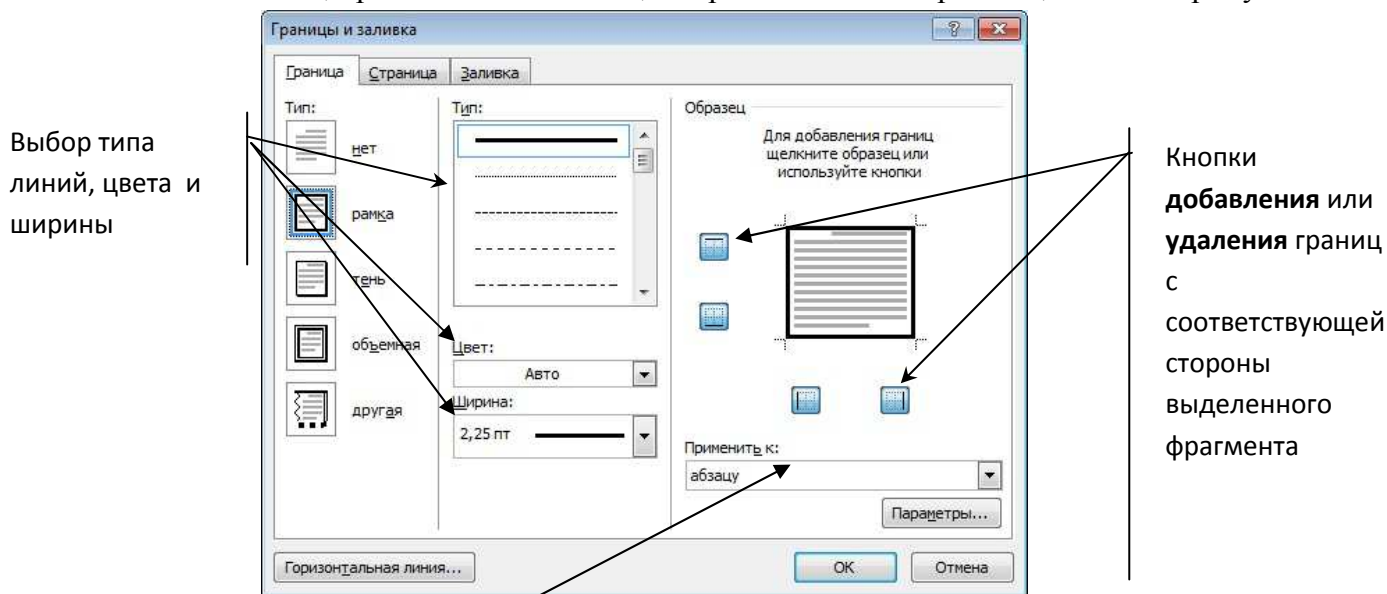 Границы и заливка
Граница Страница Заливка
Тип:
нет
рамка
тень
объемная
другая
Тип:
Цвет:
Авто
Ширина:
2,25 пт
Образец
Для добавления границ
щелкните образец или
используйте кнопки
Применить к:
абзацу
Параметры...
Горизонтальная линия...
ОК
Отмена
Выбор типа
линий, цвета и
ширины
Кнопки
добавления или
удаления границ
с
соответствующей
стороны
выделенного
фрагмента